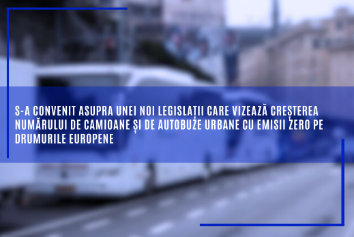 S-A CONVENIT ASUPRA UNEI NOI LEGISLAȚII CARE VIZEAZĂ CREȘTEREA
NUMĂRULUI DE CAMIOANE ȘI DE AUTOBUZE URBANE CU EMISII ZERO PE
DRUMURILE EUROPENE